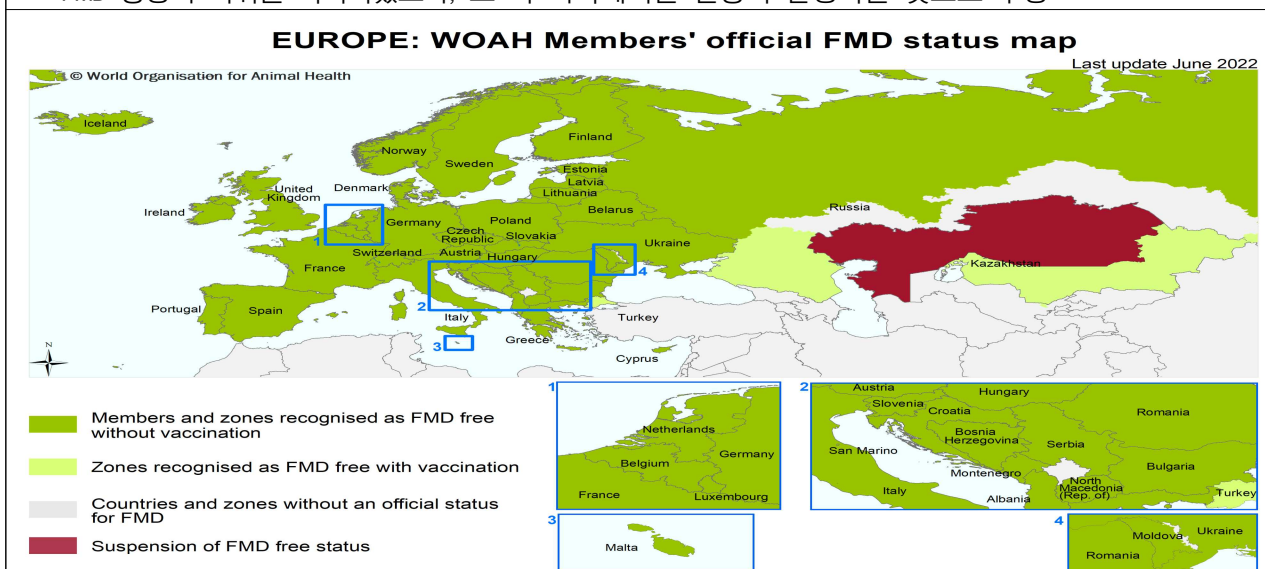 EUROPE: WOAH Members' official FMD status map
Last update June 2022
© World Organisation for Animal Health
Iceland
Norway
Sweden
Finland
Estonia
Latvia
Lithuania
Denmark
United
Kingdom
Ireland
Belarus
Russia
Germany
Poland
Czech
Republic
Slovakia
Ukraine
1
Switzerland
Austria
Hungary
France
4
Kazakhstan
Portugal
Spain
2
Italy
Turkey
3
Greece
Cyprus
N
Members and zones recognised as FMD free
without vaccination
Zones recognised as FMD free with vaccination
Countries and zones without an official status
for FMD
Suspension of FMD free status
1
Netherlands
Germany
Belgium
France
Luxembourg
2
Austria
Hungary
Slovenia
Croatia
Romania
Bosnia
Herzegovina
Serbia
San Marino
Bulgaria
Montenegro
North
Macedonia
(Rep. of)
Italy
Albania
Turkey
3
Malta
4
Moldova
Ukraine
Romania